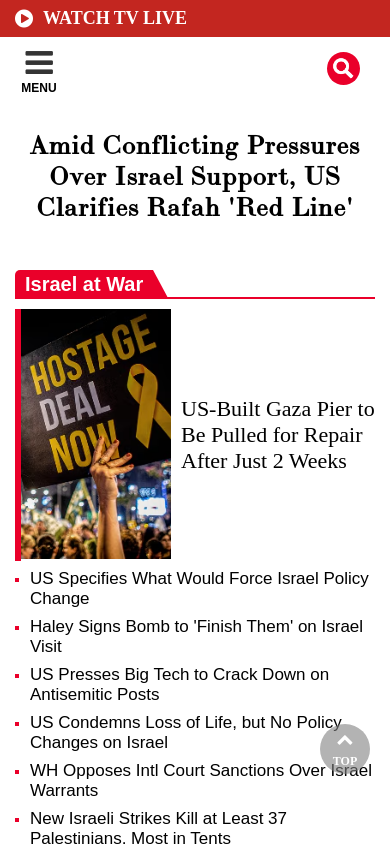 WATCH TV LIVE
MENU
Amid Conflicting Pressures
Over Israel Support, US
Clarifies Rafah 'Red Line'
Israel at War
HOSTAGE
DEAL
NOW
US-Built Gaza Pier to
Be Pulled for Repair
After Just 2 Weeks
US Specifies What Would Force Israel Policy
Change
Haley Signs Bomb to 'Finish Them' on Israel
Visit
US Presses Big Tech to Crack Down on
Antisemitic Posts
US Condemns Loss of Life, but No Policy
Changes on Israel
TOP
WH Opposes Intl Court Sanctions Over Israel
Warrants
New Israeli Strikes Kill at Least 37
Palestinians, Most in Tents